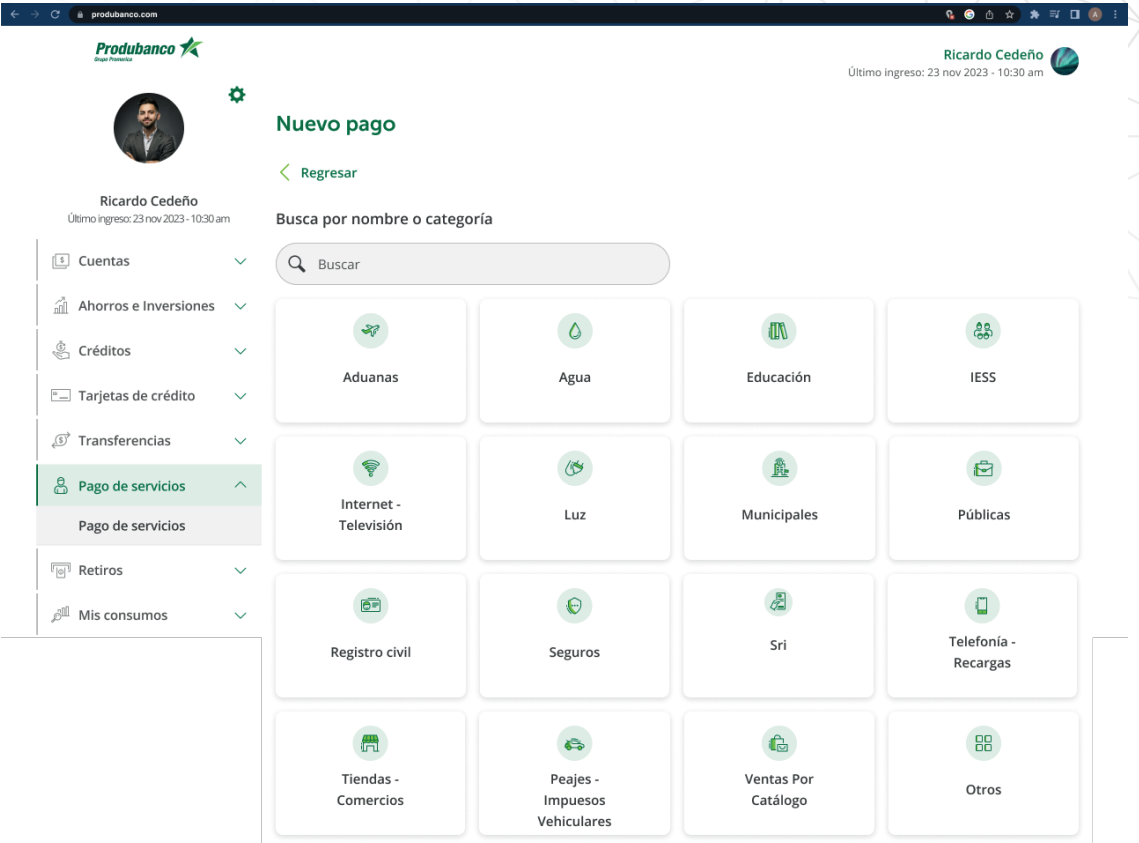 produbanco.com
A
Produbanco
Grupo Promerica
Ricardo Cedeño
Último ingreso: 23 nov 2023 - 10:30 am
Ricardo Cedeño
Último ingreso: 23 nov 2023 - 10:30 am
Cuentas
Ahorros e Inversiones
Créditos
Tarjetas de crédito
Transferencias
Pago de servicios
Pago de servicios
Retiros
Mis consumos
Nuevo pago
Regresar
Busca por nombre o categoría
Buscar
Aduanas
Agua
Educación
IESS
Internet -
Televisión
Luz
Municipales
Públicas
Registro civil
Seguros
Sri
Telefonía -
Recargas
Tiendas -
Comercios
Peajes -
Impuesos
Vehiculares
Ventas Por
Catálogo
Otros